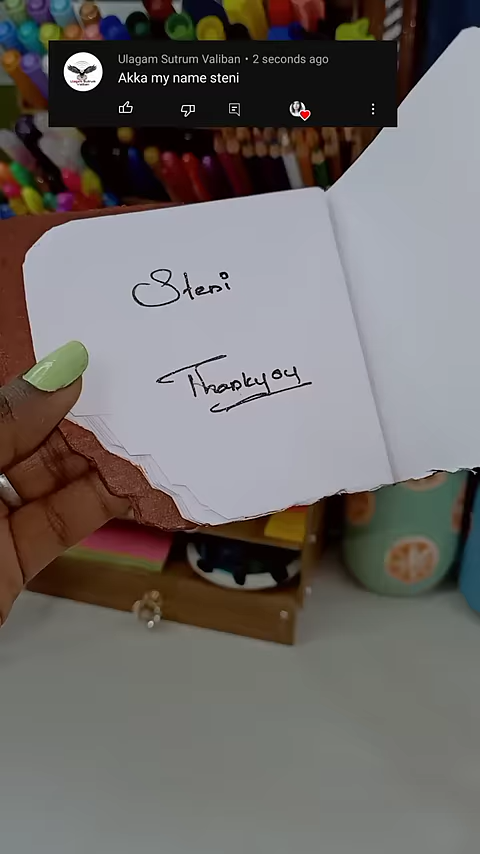 Ulagam Sutrum Valiban • 2 seconds ago
Akka my name steni
Steni
Thankyou